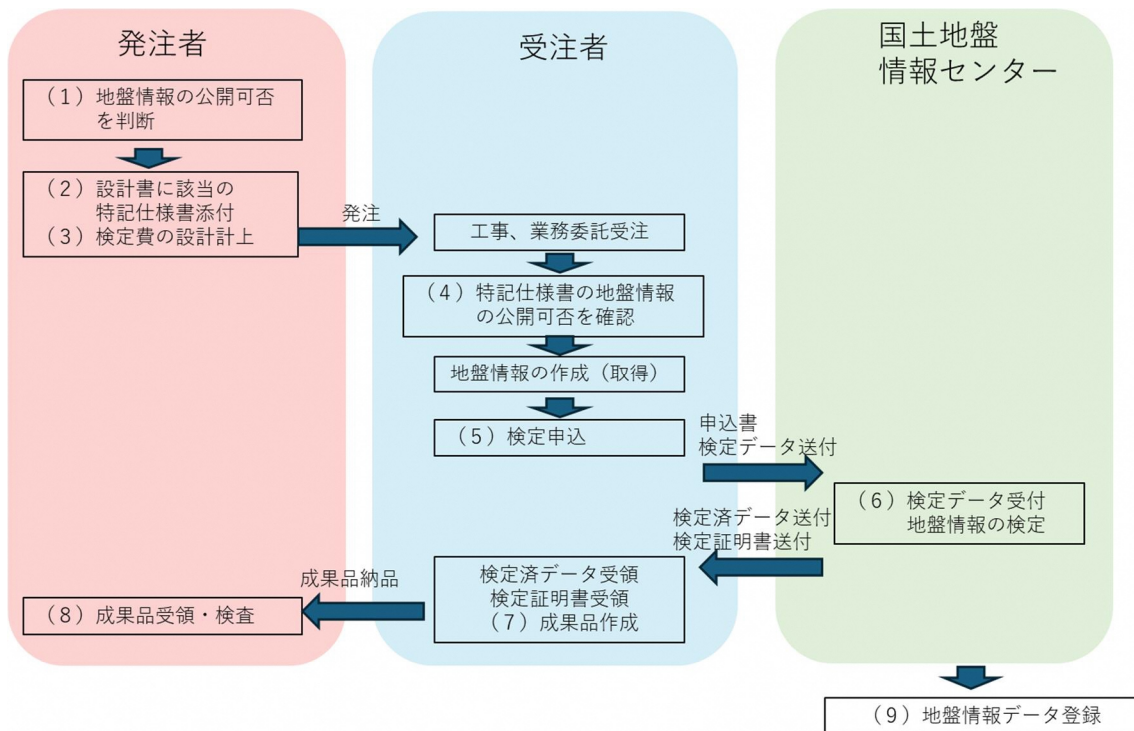 発注者
（１）地盤情報の公開可否
を判断
（２）設計書に該当の
特記仕様書添付
（３）検定費の設計計上
発注
受注者
工事、業務委託受注
（４）特記仕様書の地盤情報
の公開可否を確認
地盤情報の作成（取得）
（５）検定申込
申込書
検定データ送付
国土地盤
情報センター
（６）検定データ受付
地盤情報の検定
検定済データ送付
検定証明書送付
検定済データ受領
検定証明書受領
（７）成果品作成
成果品納品
（８）成果品受領・検査
（９）地盤情報データ登録